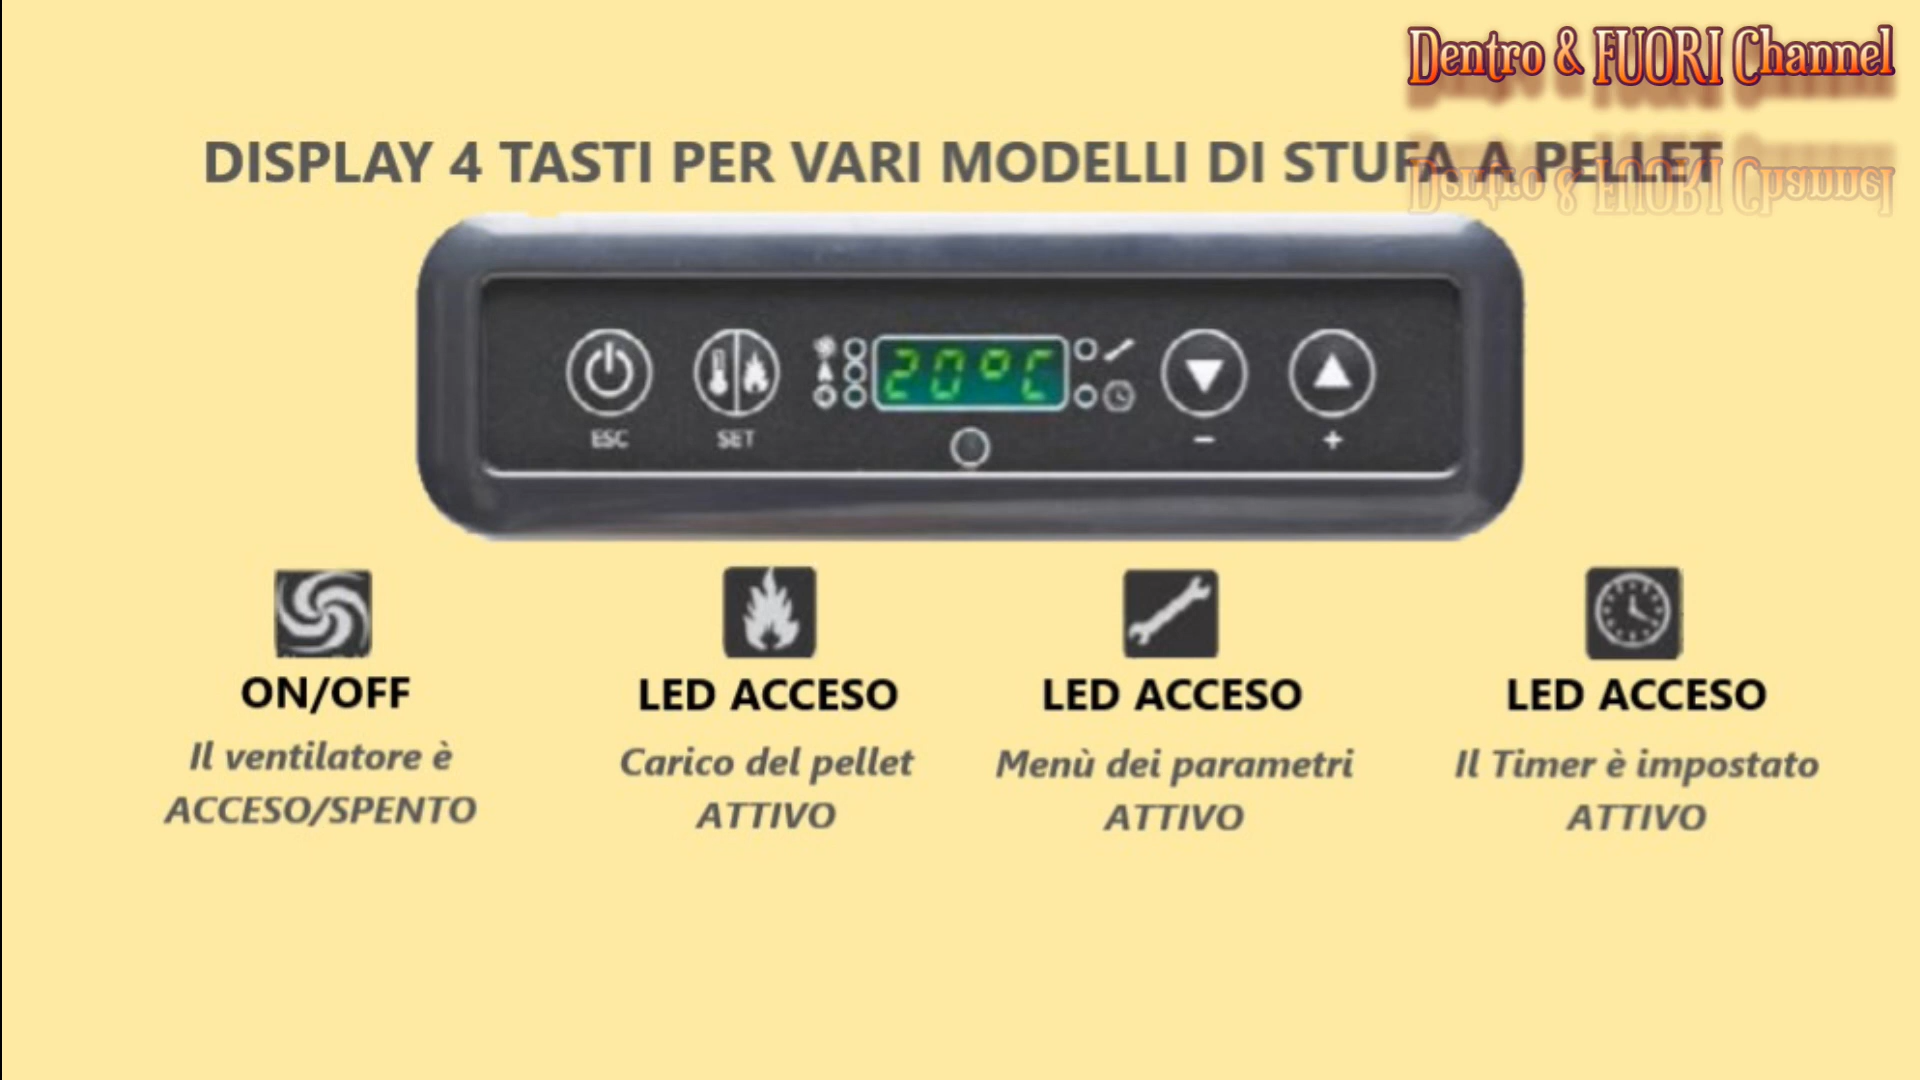 Dentro & FUORI Channel
DISPLAY 4 TASTI PER VARI MODELLI DI STUFA A PELLET
20°C
ESC SET - +
ON/OFF LED ACCESO LED ACCESO LED ACCESO
Il ventilatore è Carico del pellet Menù dei parametri Il Timer è impostato
ACCESO/SPENTO ATTIVO ATTIVO ATTIVO